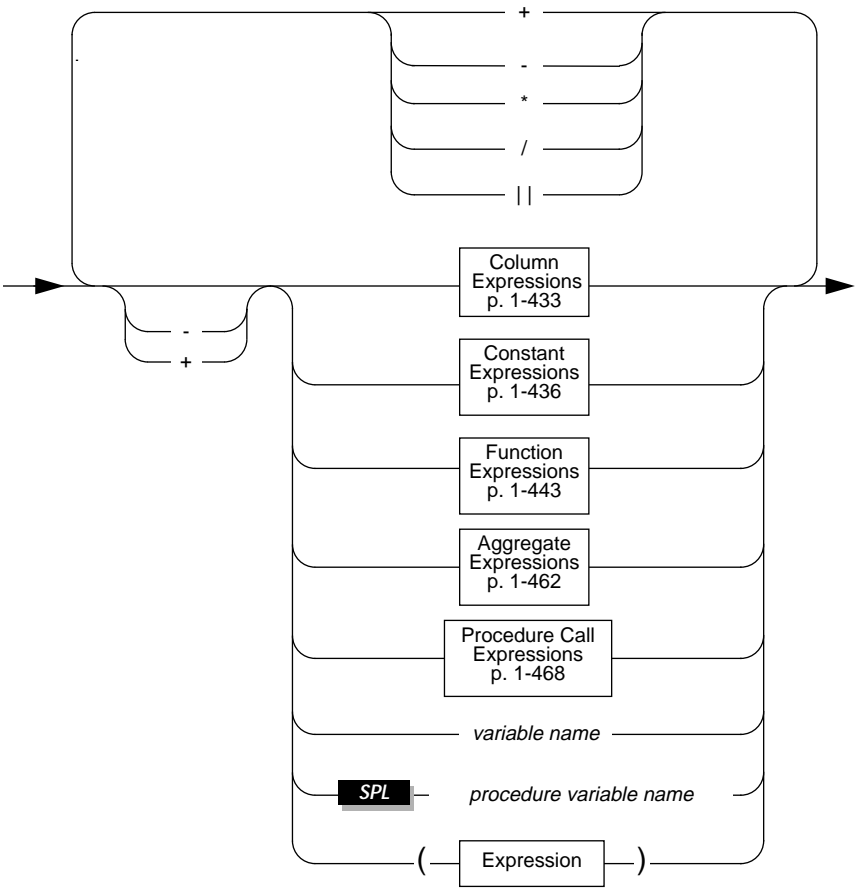 +
-
*
/
||
Column
Expressions
p. 1-433
-
+
Constant
Expressions
p. 1-436
Function
Expressions
p. 1-443
Aggregate
Expressions
p. 1-462
Procedure Call
Expressions
p. 1-468
variable name
SPL procedure variable name
( Expression )